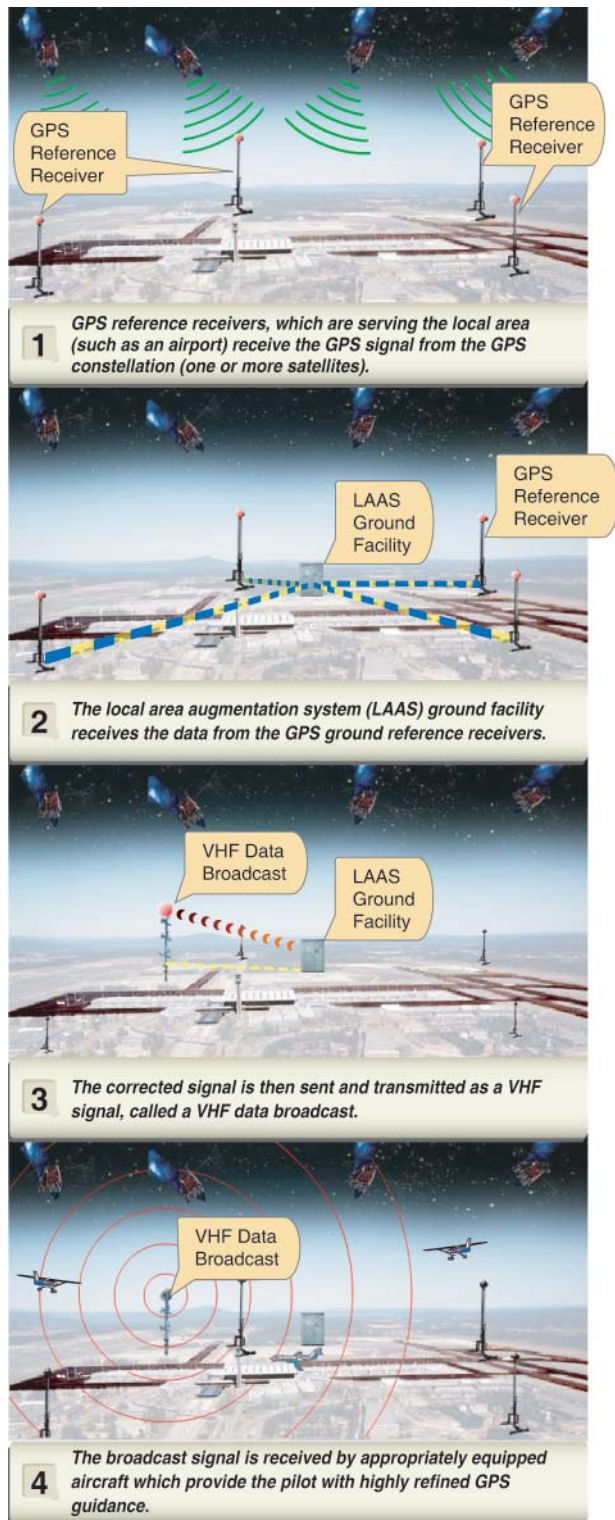 GPS
Reference
Receiver
GPS
Reference
Receiver
1
GPS reference receivers, which are serving the local area
(such as an airport) receive the GPS signal from the GPS
constellation (one or more satellites).
LAAS
Ground
Facility
GPS
Reference
Receiver
2
The local area augmentation system (LAAS) ground facility
receives the data from the GPS ground reference receivers.
VHF Data
Broadcast
LAAS
Ground
Facility
3
The corrected signal is then sent and transmitted as a VHF
signal, called a VHF data broadcast.
VHF Data
Broadcast
4
The broadcast signal is received by appropriately equipped
aircraft which provide the pilot with highly refined GPS
guidance.